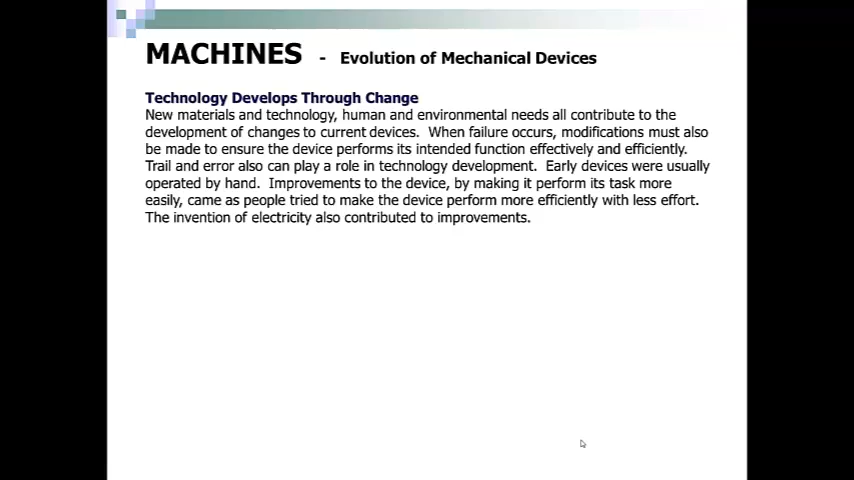 MACHINES - Evolution of Mechanical Devices
Technology Develops Through Change
New materials and technology, human and environmental needs all contribute to the
development of changes to current devices. When failure occurs, modifications must also
be made to ensure the device performs its intended function effectively and efficiently.
Trail and error also can play a role in technology development. Early devices were usually
operated by hand. Improvements to the device, by making it perform its task more
easily, came as people tried to make the device perform more efficiently with less effort.
The invention of electricity also contributed to improvements.